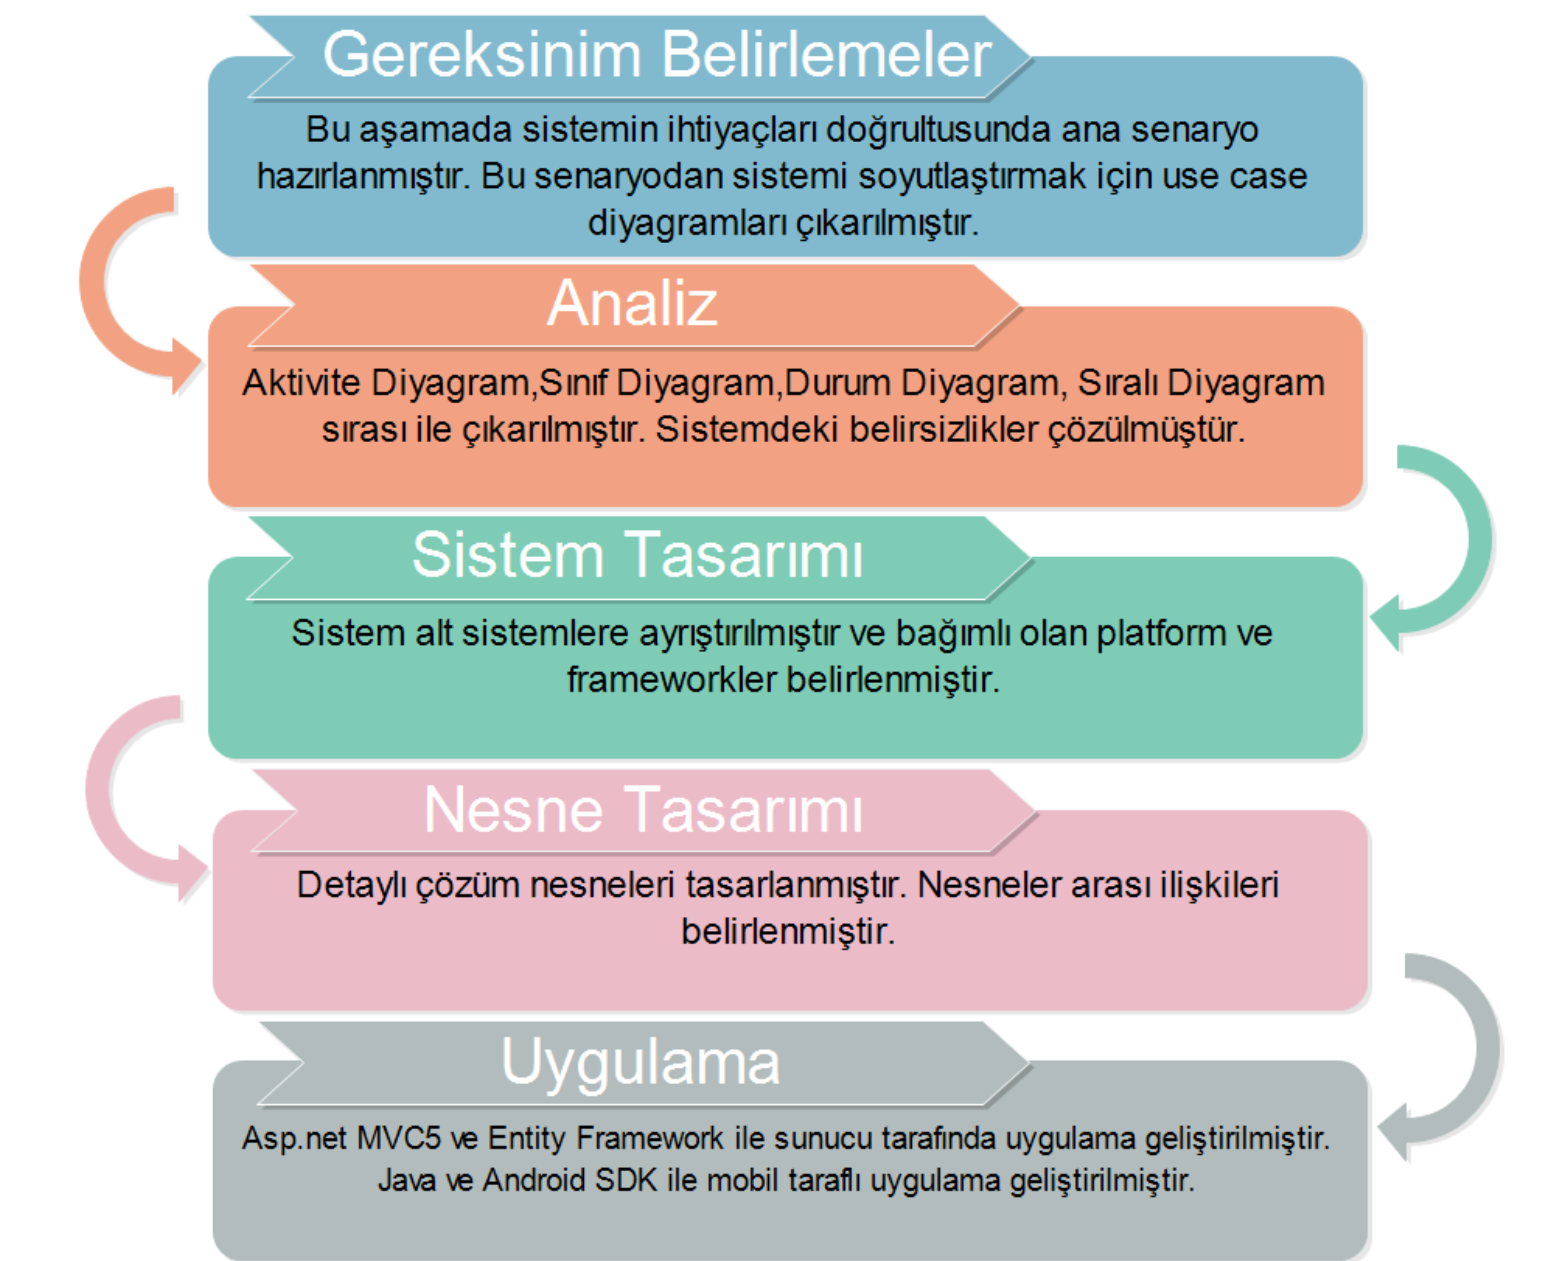 Gereksinim Belirlemeler
Bu aşamada sistemin ihtiyaçları doğrultusunda ana senaryo
hazırlanmıştır. Bu senaryodan sistemi soyutlaştırmak için use case
diyagramları çıkarılmıştır.
Analiz
Aktivite Diyagram,Sınıf Diyagram,Durum Diyagram, Sıralı Diyagram
sırası ile çıkarılmıştır. Sistemdeki belirsizlikler çözülmüştür.
Sistem Tasarımı
Sistem alt sistemlere ayrıştırılmıştır ve bağımlı olan platform ve
frameworkler belirlenmiştir.
Nesne Tasarımı
Detaylı çözüm nesneleri tasarlanmıştır. Nesneler arası ilişkileri
belirlenmiştir.
Uygulama
Asp.net MVC5 ve Entity Framework ile sunucu tarafında uygulama geliştirilmiştir.
Java ve Android SDK ile mobil taraflı uygulama geliştirilmiştir.